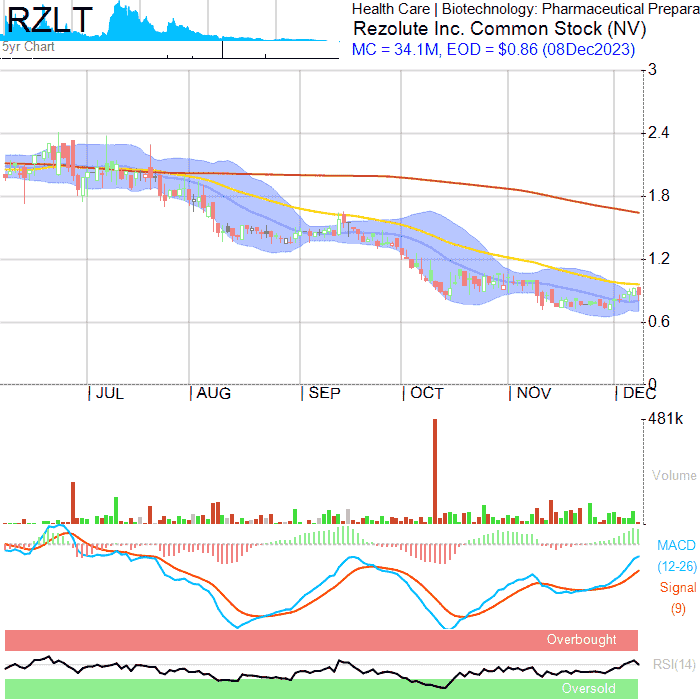 RZLT
5yr Chart
Health Care | Biotechnology: Pharmaceutical Prepara
Rezolute Inc. Common Stock (NV)
MC = 34.1M, EOD = $0.86 (08Dec2023)
3
2.4
1.8
1.2
0.6
0
JUL AUG SEP OCT NOV DEC
481k
Volume
MACD
(12-26)
Signal
(9)
Overbought
RSI(14)
Oversold